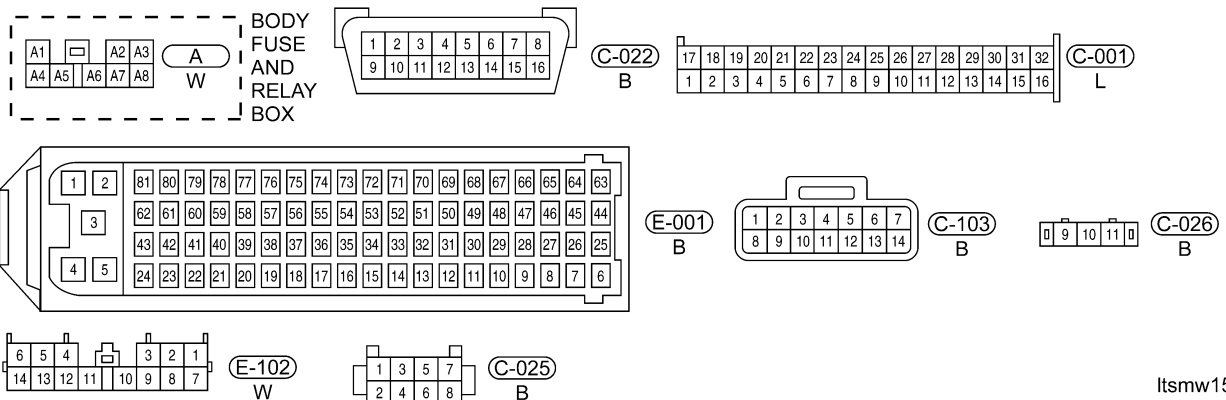 BODY
FUSE
AND
RELAY
BOX
A1 A2 A3
A4 A5 A6 A7 A8
A
W
1 2 3 4 5 6 7 8
9 10 11 12 13 14 15 16
C-022
B
17 18 19 20 21 22 23 24 25 26 27 28 29 30 31 32
1 2 3 4 5 6 7 8 9 10 11 12 13 14 15 16
C-001
L
1 2
3
4 5
81 80 79 78 77 76 75 74 73 72 71 70 69 68 67 66 65 64 63
62 61 60 59 58 57 56 55 54 53 52 51 50 49 48 47 46 45 44
43 42 41 40 39 38 37 36 35 34 33 32 31 30 29 28 27 26 25
24 23 22 21 20 19 18 17 16 15 14 13 12 11 10 9 8 7 6
E-001
B
1 2 3 4 5 6 7
8 9 10 11 12 13 14
C-103
B
9 10 11
C-026
B
6 5 4 3 2 1
14 13 12 11 10 9 8 7
E-102
W
1 3 5 7
2 4 6 8
C-025
B
ltsmw15